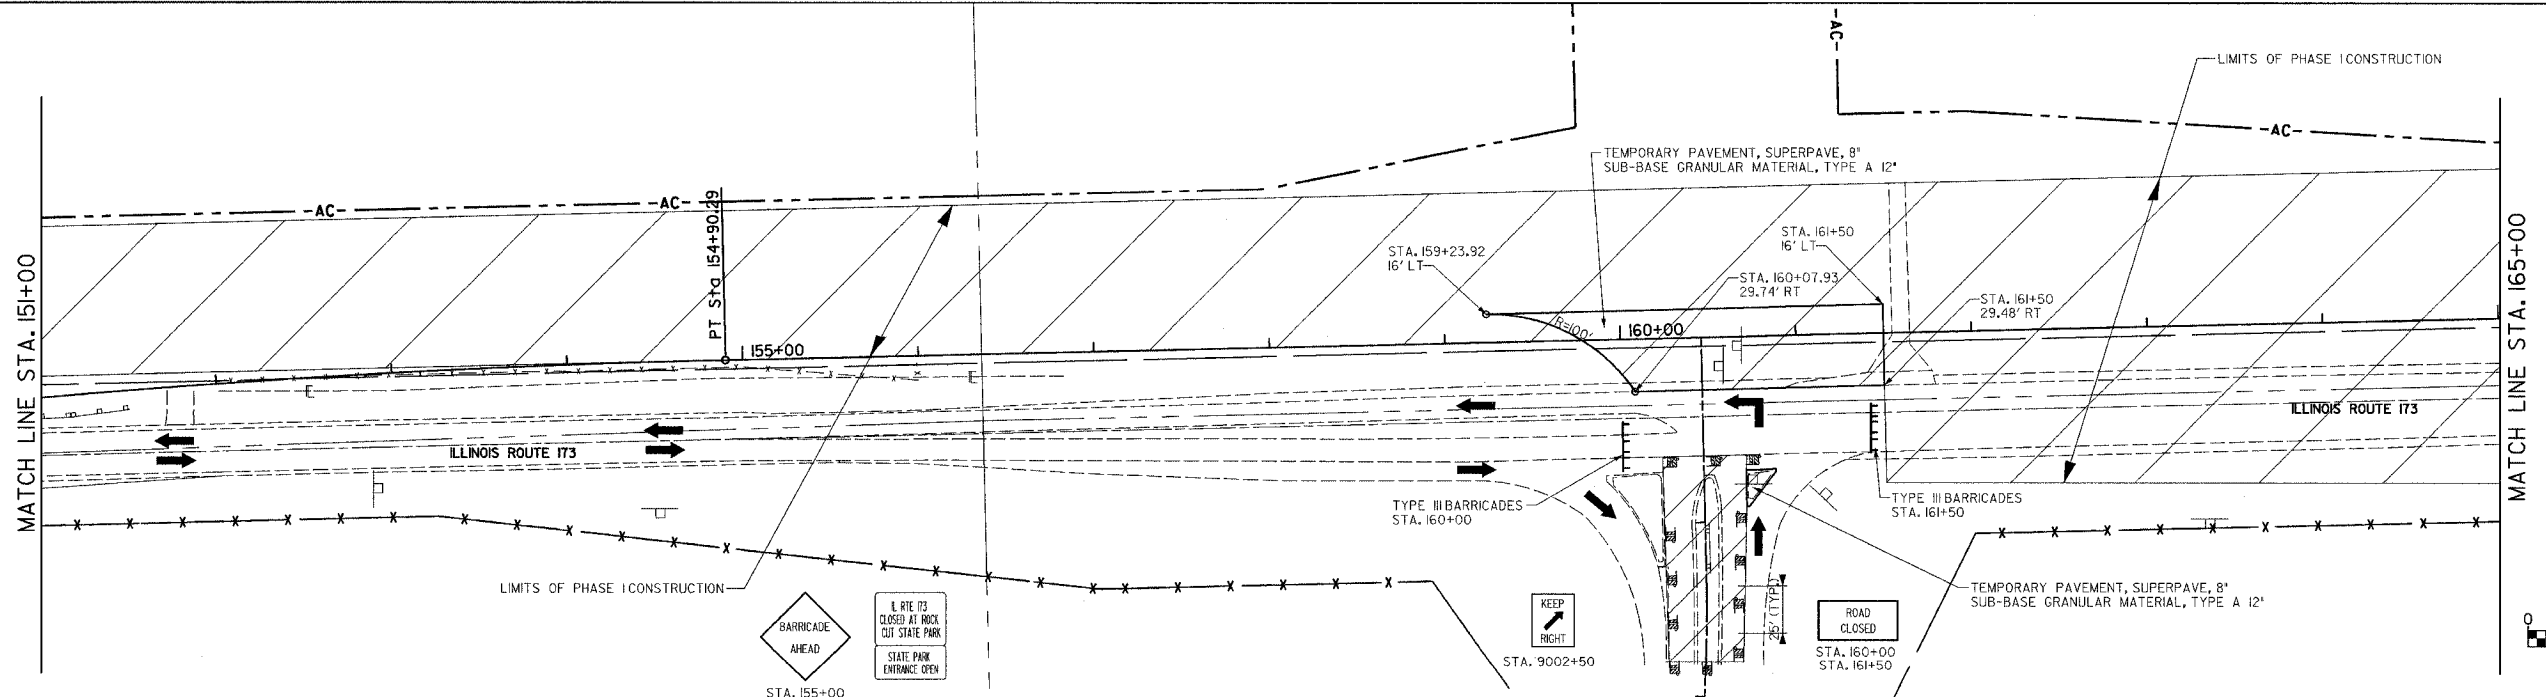 LIMITS OF PHASE I CONSTRUCTION
-AC-
-AC-
-AC-
-AC-
TEMPORARY PAVEMENT, SUPERPAVE, 8"
SUB-BASE GRANULAR MATERIAL, TYPE A 12"
MATCH LINE STA. 151+00
MATCH LINE STA. 165+00
PT Sta 154+90.29
STA. 159+23.92
16' LT
STA. 161+50
16' LT
STA. 160+07.93
29.74' RT
STA. 161+50
29.48' RT
R=100'
155+00
160+00
ILLINOIS ROUTE 173
ILLINOIS ROUTE 173
TYPE III BARRICADES
STA. 160+00
TYPE III BARRICADES
STA. 161+50
LIMITS OF PHASE I CONSTRUCTION
TEMPORARY PAVEMENT, SUPERPAVE, 8"
SUB-BASE GRANULAR MATERIAL, TYPE A 12"
25' (TYP.)
BARRICADE
AHEAD
STA. 155+00
IL RTE 173
CLOSED AT ROCK
CUT STATE PARK
STATE PARK
ENTRANCE OPEN
KEEP
RIGHT
STA. 9002+50
ROAD
CLOSED
STA. 160+00
STA. 161+50
0